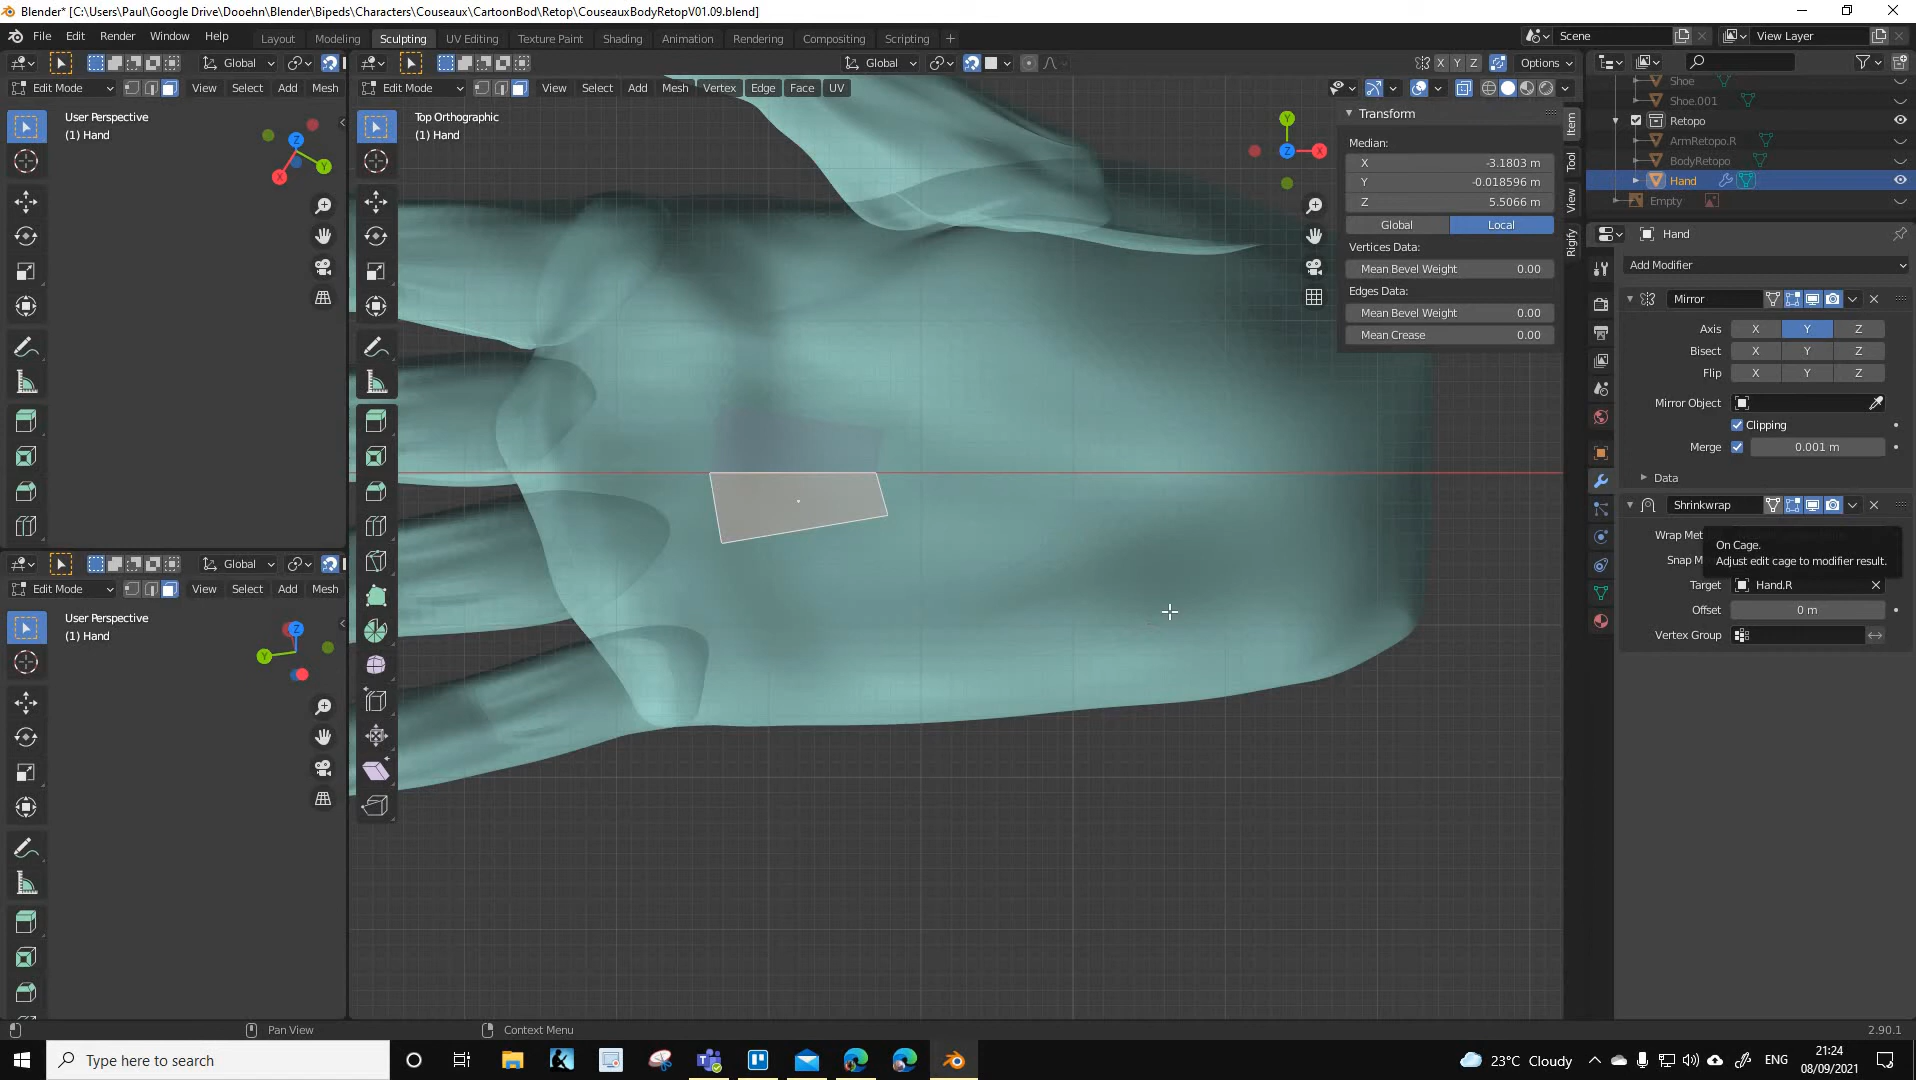 Blender* [C:\Users\Paul\Google Drive\Dooehn\Blender\Bipeds\Characters\Couseaux\CartoonBod\Retop\CouseauxBodyRetopV01.09.blend]
File Edit Render Window Help
Layout Modeling Sculpting UV Editing Texture Paint Shading Animation Rendering Compositing Scripting +
Scene
View Layer
Global
Edit Mode View Select Add Mesh
User Perspective
(1) Hand
X
Y
Z
Global
X Y Z
Options
Edit Mode View Select Add Mesh Vertex Edge Face UV
Top Orthographic
(1) Hand
Y
Z
X
Transform
Median:
X -3.1803 m
Y -0.018596 m
Z 5.5066 m
Global Local
Vertices Data:
Mean Bevel Weight 0.00
Edges Data:
Mean Bevel Weight 0.00
Mean Crease 0.00
Item
Tool
View
Rigify
Shoe
Shoe.001
Retopo
ArmRetopo.R
BodyRetopo
Hand
Empty
Hand
Add Modifier
Mirror
Axis X Y Z
Bisect X Y Z
Flip X Y Z
Mirror Object
Clipping
Merge 0.001 m
Data
Shrinkwrap
Wrap Met
Snap M
On Cage.
Adjust edit cage to modifier result.
Target Hand.R
Offset 0 m
Vertex Group
Global
Edit Mode View Select Add Mesh
User Perspective
(1) Hand
Z
Y
Pan View
Context Menu
2.90.1
Type here to search
23°C Cloudy
ENG
21:24
08/09/2021